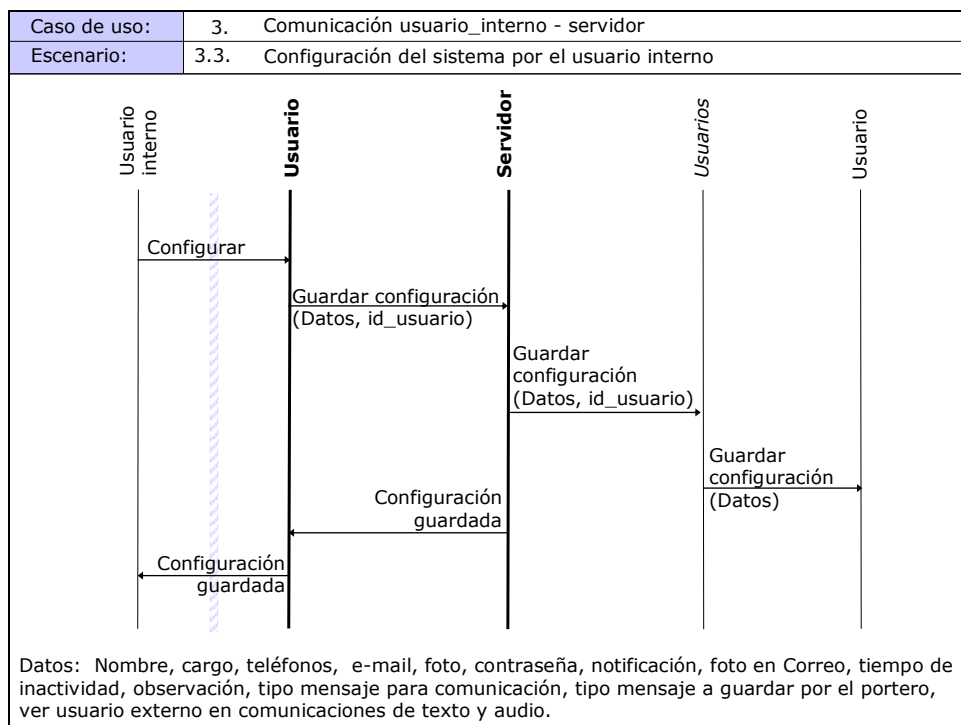 Caso de uso: 3. Comunicación usuario_interno - servidor
Escenario: 3.3. Configuración del sistema por el usuario interno
Usuario
interno
Usuario
Servidor
Usuarios
Usuario
Configurar
Guardar configuración
(Datos, id_usuario)
Guardar
configuración
(Datos, id_usuario)
Guardar
configuración
(Datos)
Configuración
guardada
Configuración
guardada
Datos: Nombre, cargo, teléfonos, e-mail, foto, contraseña, notificación, foto en Correo, tiempo de
inactividad, observación, tipo mensaje para comunicación, tipo mensaje a guardar por el portero,
ver usuario externo en comunicaciones de texto y audio.